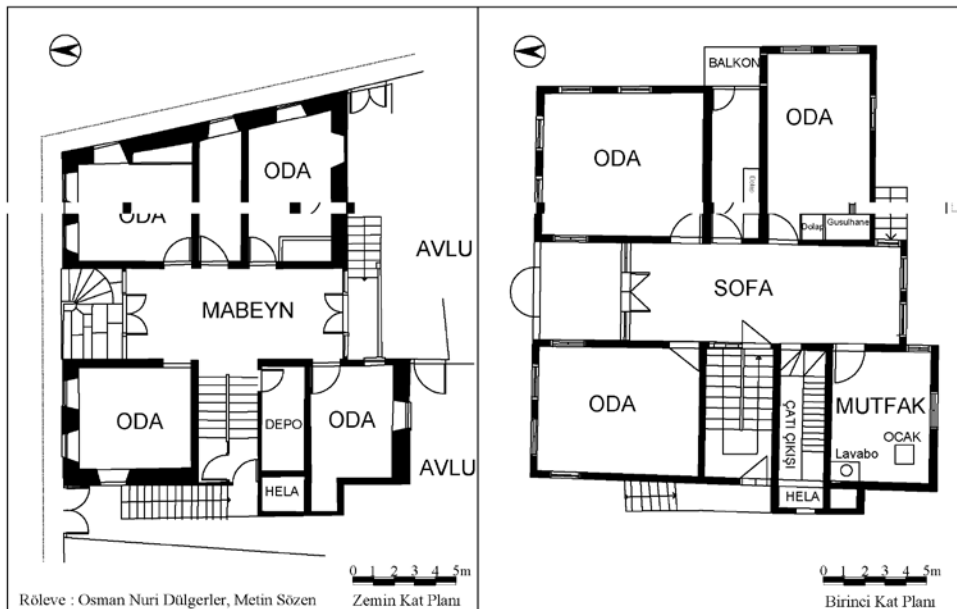 ODA
ODA
AVLU
MABEYN
ODA
DEPO
ODA
HELA
AVLU
0 1 2 3 4 5m
Röleve : Osman Nuri Dülgerler, Metin Sözen
Zemin Kat Planı
BALKON
ODA
ODA
Dolap
Gusulhane
SOFA
ODA
ÇATI ÇIKIŞI
MUTFAK
OCAK
Lavabo
HELA
0 1 2 3 4 5m
Birinci Kat Planı